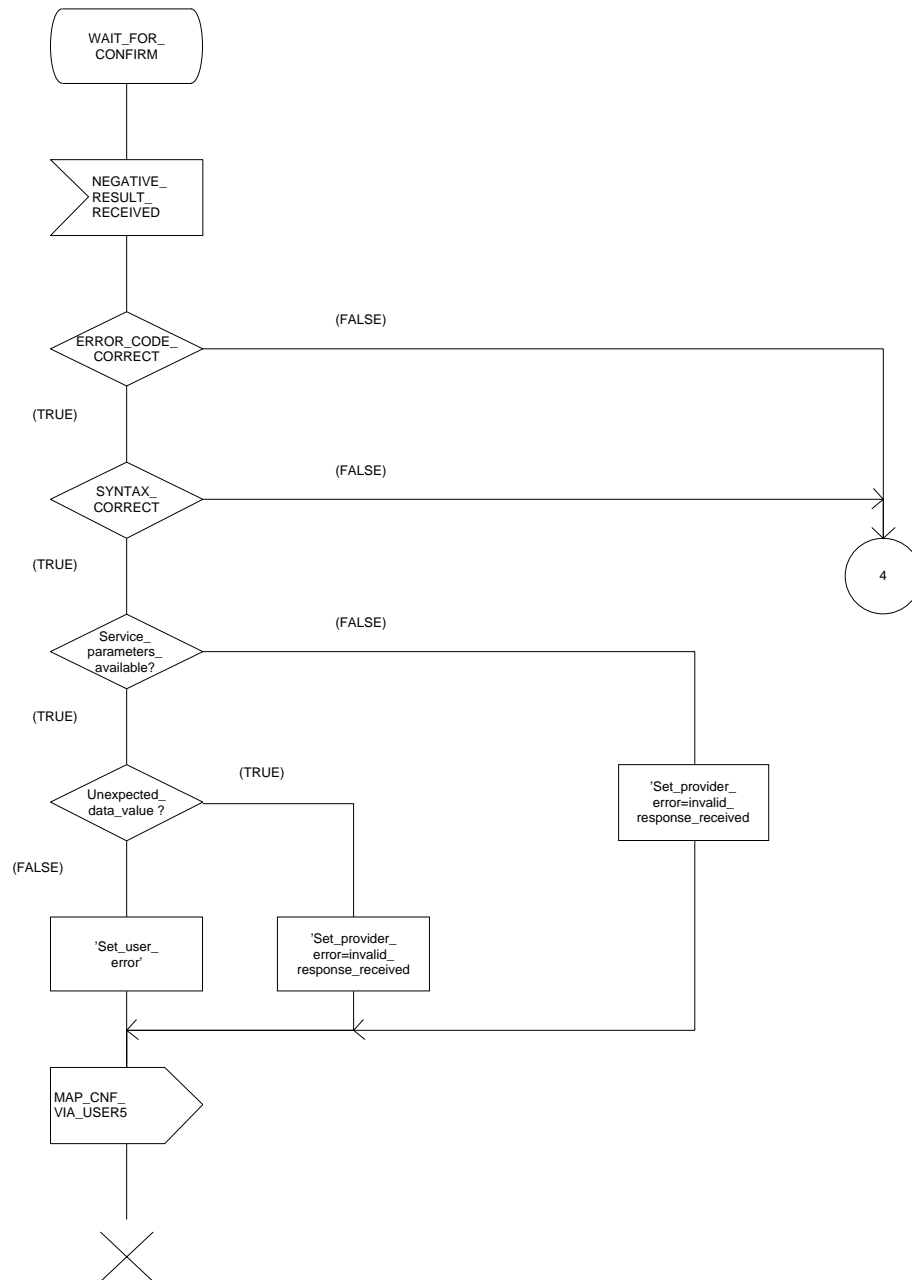 WAIT_FOR_
CONFIRM
NEGATIVE_
RESULT_
RECEIVED
(FALSE)
ERROR_CODE_
CORRECT
(TRUE)
(FALSE)
SYNTAX_
CORRECT
(TRUE)
4
(FALSE)
Service_
parameters_
available?
(TRUE)
(TRUE)
Unexpected_
data_value ?
'Set_provider_
error=invalid_
response_received
(FALSE)
'Set_user_
error'
'Set_provider_
error=invalid_
response_received
MAP_CNF_
VIA_USER5